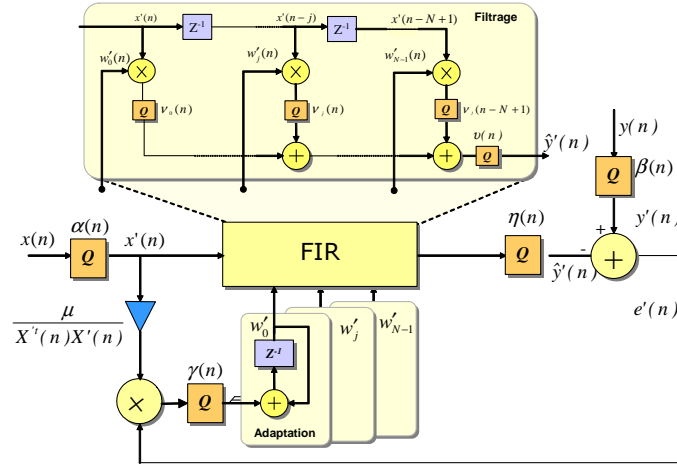 x'(n) Z⁻¹ x'(n−j) Z⁻¹ x'(n−N+1) Filtrage
w'₀(n) × w'ⱼ(n) × w'_{N−1}(n) ×
Q ν₀(n) Q νⱼ(n) Q νⱼ(n−N+1)
+ + υ(n) Q ŷ'(n)
y(n)
Q β(n)
x(n) α(n) Q x'(n) FIR η(n) Q ŷ'(n) - + + y'(n)
e'(n)
μ
X'ᵗ(n)X'(n)
w'₀ w'ⱼ w'_{N−1}
Z⁻¹
× γ(n) Q +
Adaptation